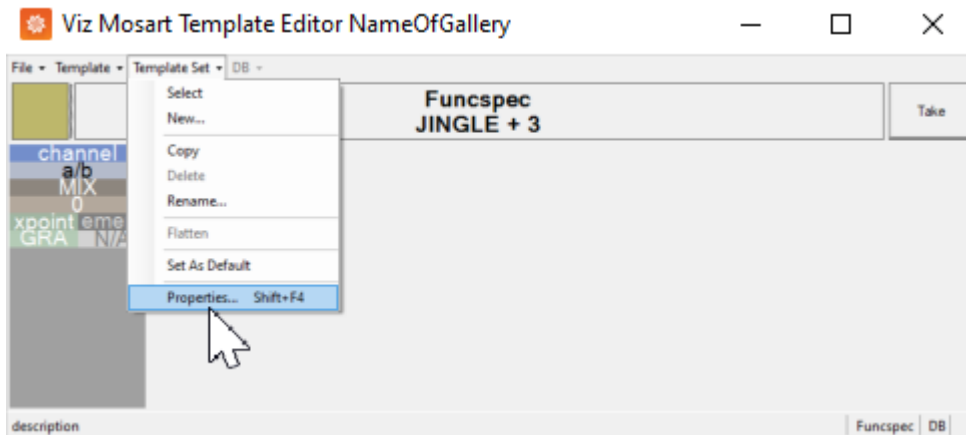 Viz Mosart Template Editor NameOfGallery
File Template Template Set DB
Select
New...
Copy
Delete
Rename...
Flatten
Set As Default
Properties... Shift+F4
Funcspec
JINGLE + 3
Take
channel
a/b
MIX
0
xpoint eme
GRA N/A
description
Funcspec DB